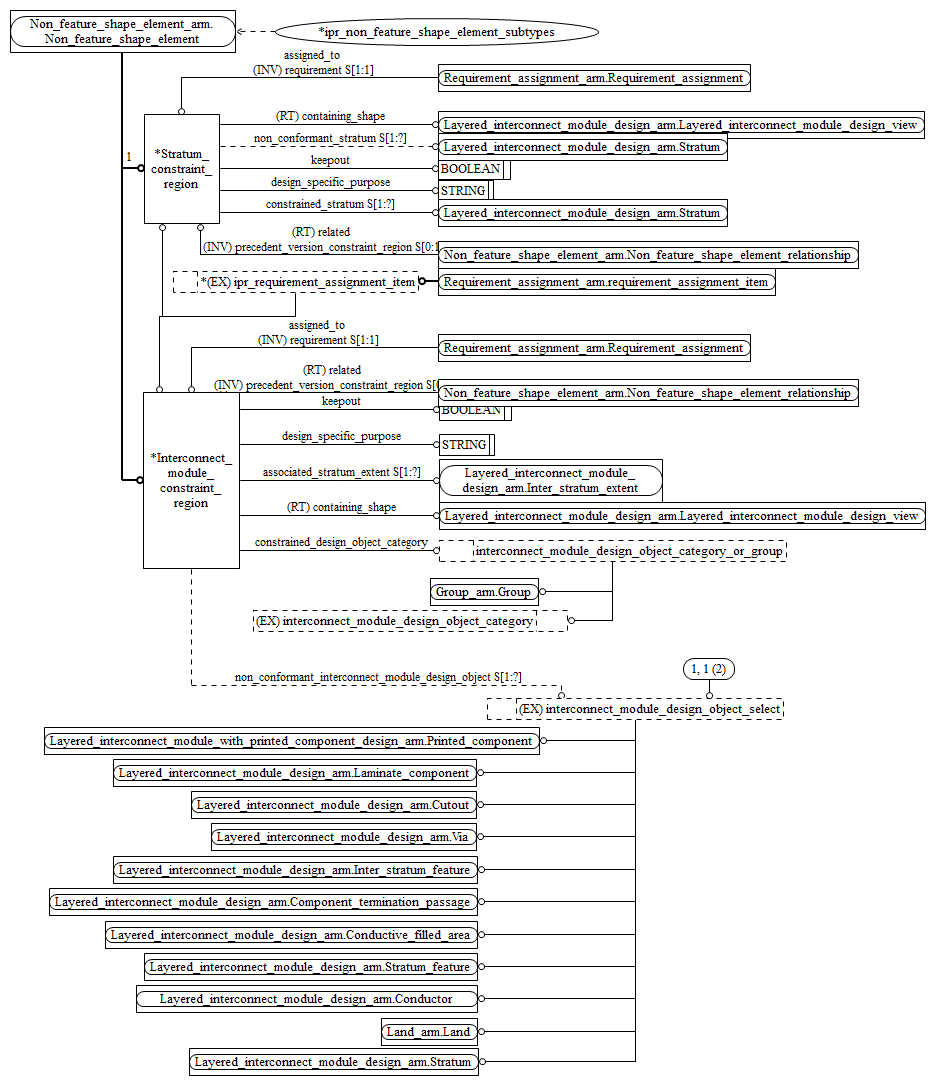 Non_feature_shape_element_arm.
Non_feature_shape_element
*ipr_non_feature_shape_element_subtypes
assigned_to
(INV) requirement S[1:1]
Requirement_assignment_arm.Requirement_assignment
(RT) containing_shape
Layered_interconnect_module_design_arm.Layered_interconnect_module_design_view
non_conformant_stratum S[1:?]
Layered_interconnect_module_design_arm.Stratum
1
*Stratum_
constraint_
region
keepout
BOOLEAN
design_specific_purpose
STRING
constrained_stratum S[1:?]
Layered_interconnect_module_design_arm.Stratum
(RT) related
(INV) precedent_version_constraint_region S[0:1
Non_feature_shape_element_arm.Non_feature_shape_element_relationship
*(EX) ipr_requirement_assignment_item
Requirement_assignment_arm.requirement_assignment_item
assigned_to
(INV) requirement S[1:1]
Requirement_assignment_arm.Requirement_assignment
(RT) related
(INV) precedent_version_constraint_region S[0
Non_feature_shape_element_arm.Non_feature_shape_element_relationship
keepout
BOOLEAN
design_specific_purpose
STRING
*Interconnect_
module_
constraint_
region
associated_stratum_extent S[1:?]
Layered_interconnect_module_
design_arm.Inter_stratum_extent
(RT) containing_shape
Layered_interconnect_module_design_arm.Layered_interconnect_module_design_view
constrained_design_object_category
interconnect_module_design_object_category_or_group
Group_arm.Group
(EX) interconnect_module_design_object_category
non_conformant_interconnect_module_design_object S[1:?]
1, 1 (2)
(EX) interconnect_module_design_object_select
Layered_interconnect_module_with_printed_component_design_arm.Printed_component
Layered_interconnect_module_design_arm.Laminate_component
Layered_interconnect_module_design_arm.Cutout
Layered_interconnect_module_design_arm.Via
Layered_interconnect_module_design_arm.Inter_stratum_feature
Layered_interconnect_module_design_arm.Component_termination_passage
Layered_interconnect_module_design_arm.Conductive_filled_area
Layered_interconnect_module_design_arm.Stratum_feature
Layered_interconnect_module_design_arm.Conductor
Land_arm.Land
Layered_interconnect_module_design_arm.Stratum